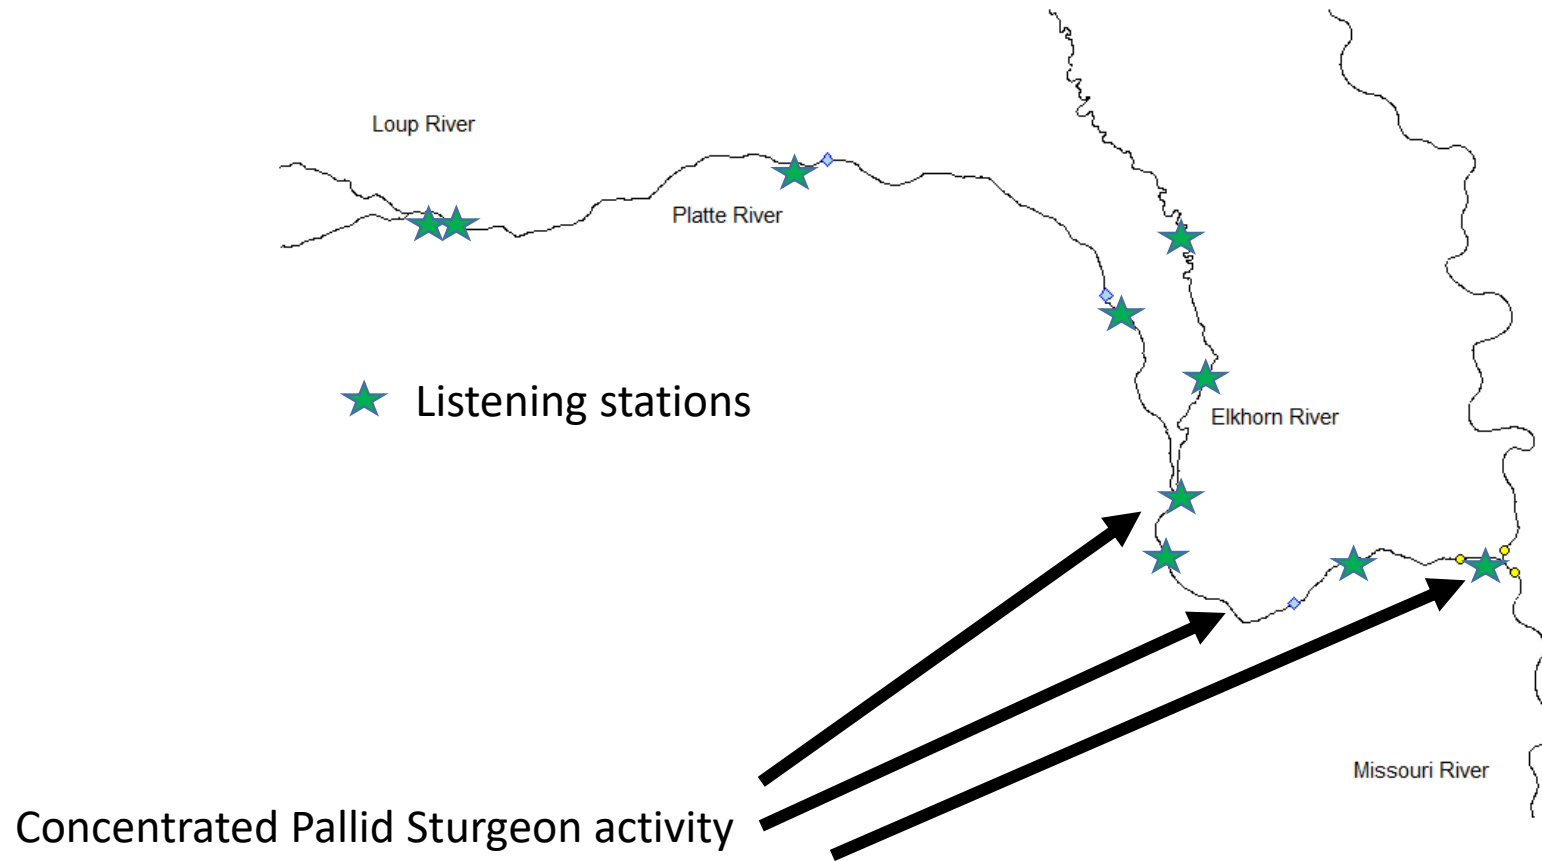 Loup River
Platte River
Listening stations
Elkhorn River
Missouri River
Concentrated Pallid Sturgeon activity